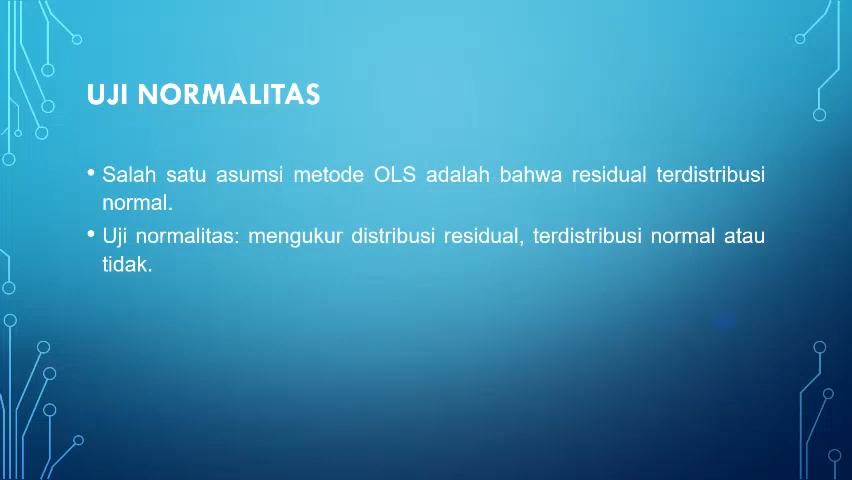 UJI NORMALITAS
• Salah satu asumsi metode OLS adalah bahwa residual terdistribusi
normal.
• Uji normalitas: mengukur distribusi residual, terdistribusi normal atau
tidak.